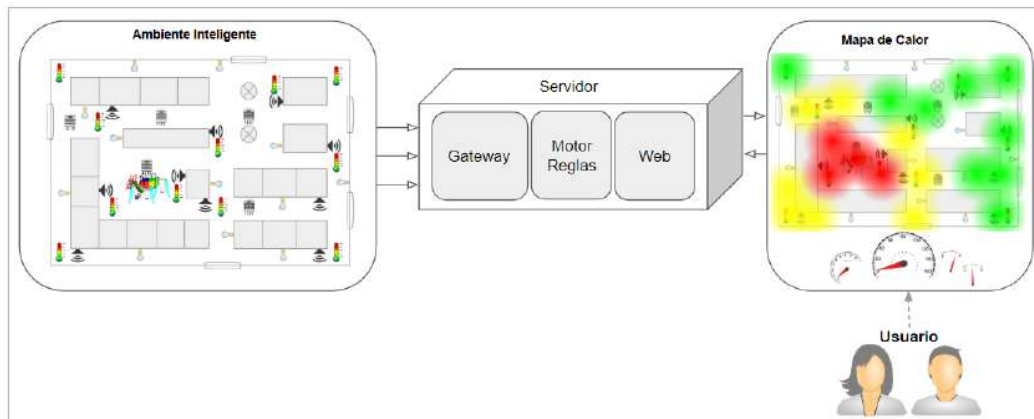 Ambiente Inteligente
Servidor
Gateway
Motor
Reglas
Web
Mapa de Calor
Usuario